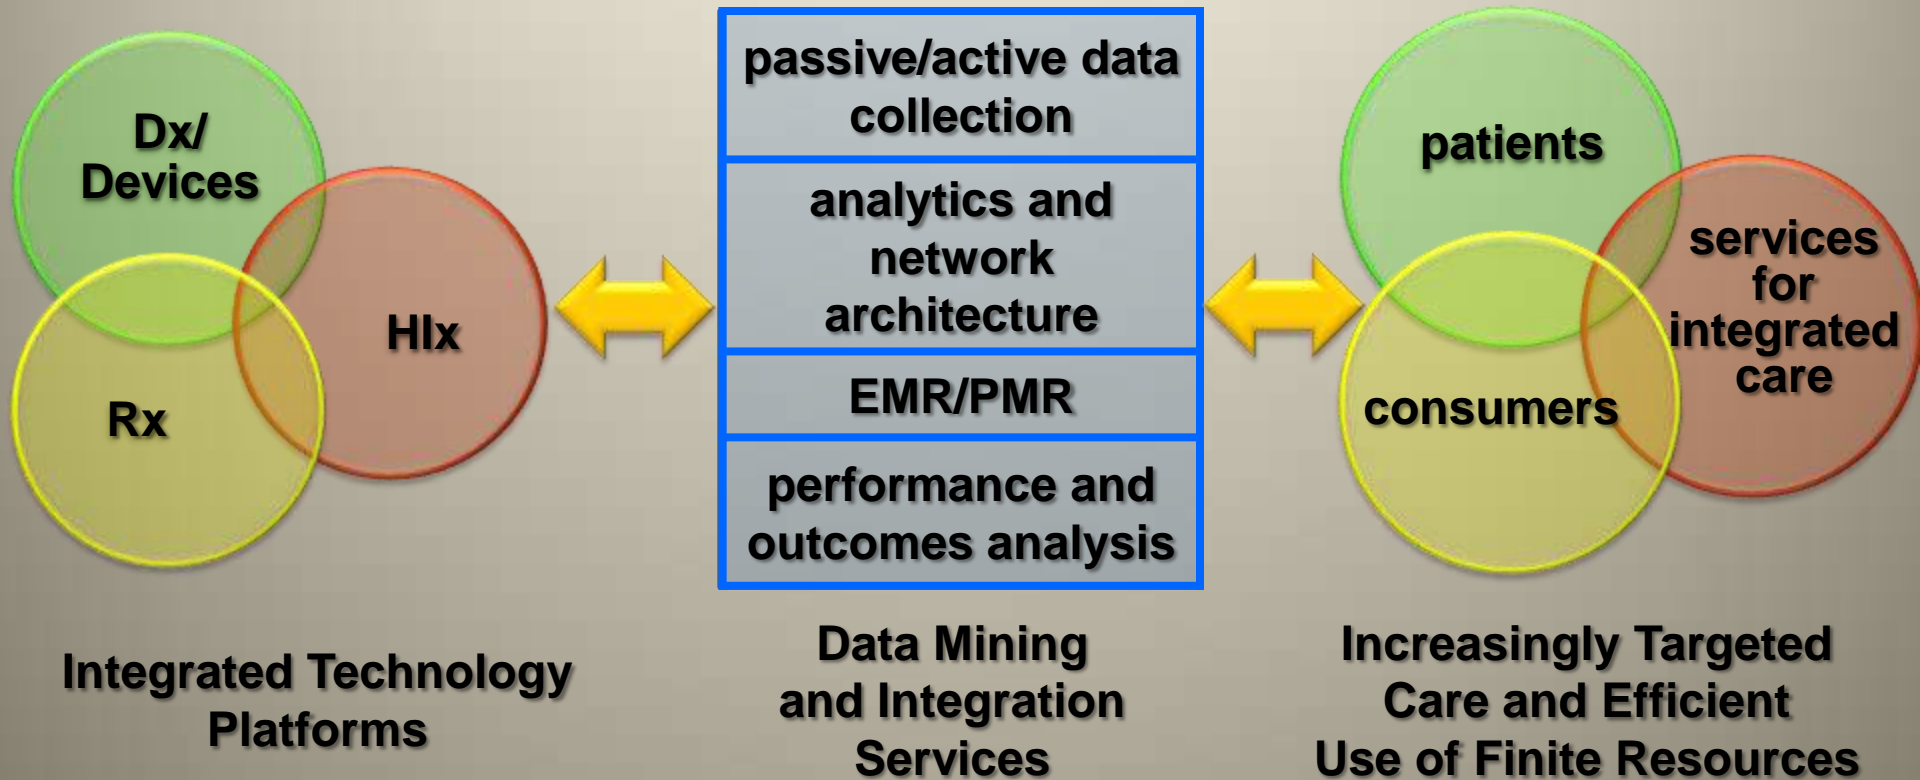 Dx/
Devices
Rx
HIx
Integrated Technology
Platforms
passive/active data
collection
analytics and
network
architecture
EMR/PMR
performance and
outcomes analysis
Data Mining
and Integration
Services
patients
consumers
services
for
integrated
care
Increasingly Targeted
Care and Efficient
Use of Finite Resources